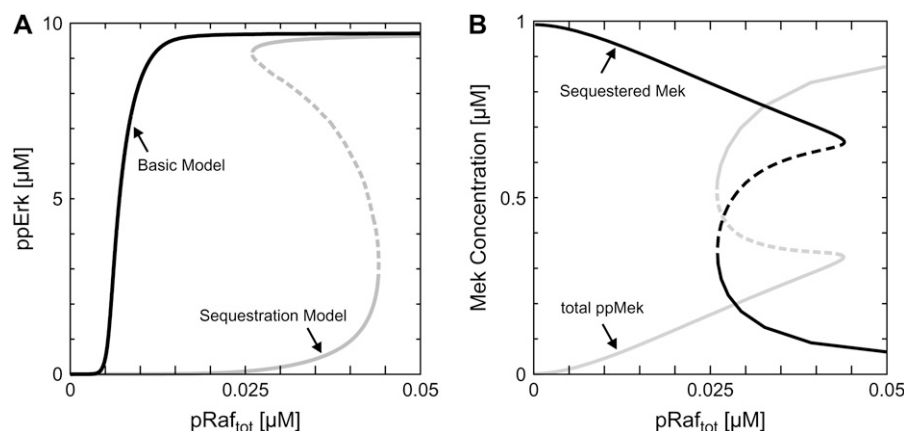 A
10
5
0
ppErk [µM]
Basic Model
Sequestration Model
0
0.025
0.05
pRaf_tot [µM]
B
1
0.5
0
Mek Concentration [µM]
Sequestered Mek
total ppMek
0
0.025
0.05
pRaf_tot [µM]